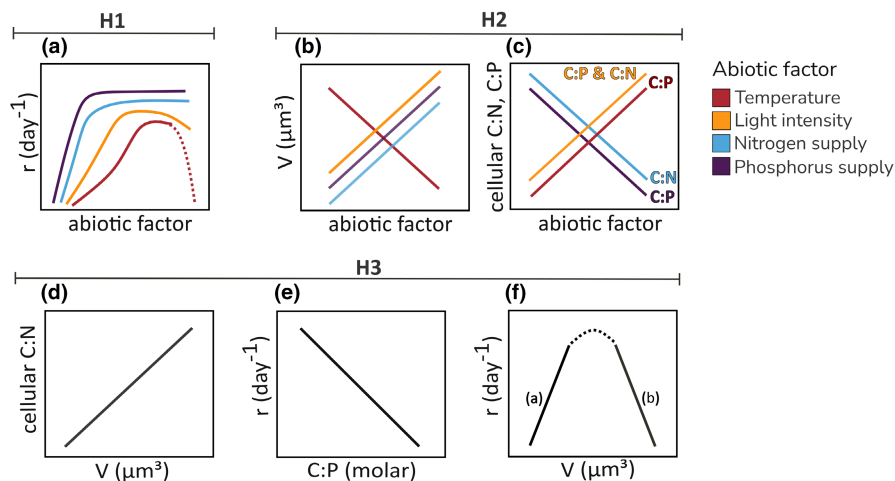 H1
H2
(a)
(b)
(c)
r (day⁻¹)
abiotic factor
V (μm³)
abiotic factor
cellular C:N, C:P
C:P & C:N
C:P
C:N
C:P
abiotic factor
Abiotic factor
Temperature
Light intensity
Nitrogen supply
Phosphorus supply
H3
(d)
(e)
(f)
cellular C:N
V (μm³)
r (day⁻¹)
C:P (molar)
r (day⁻¹)
(a)
(b)
V (μm³)